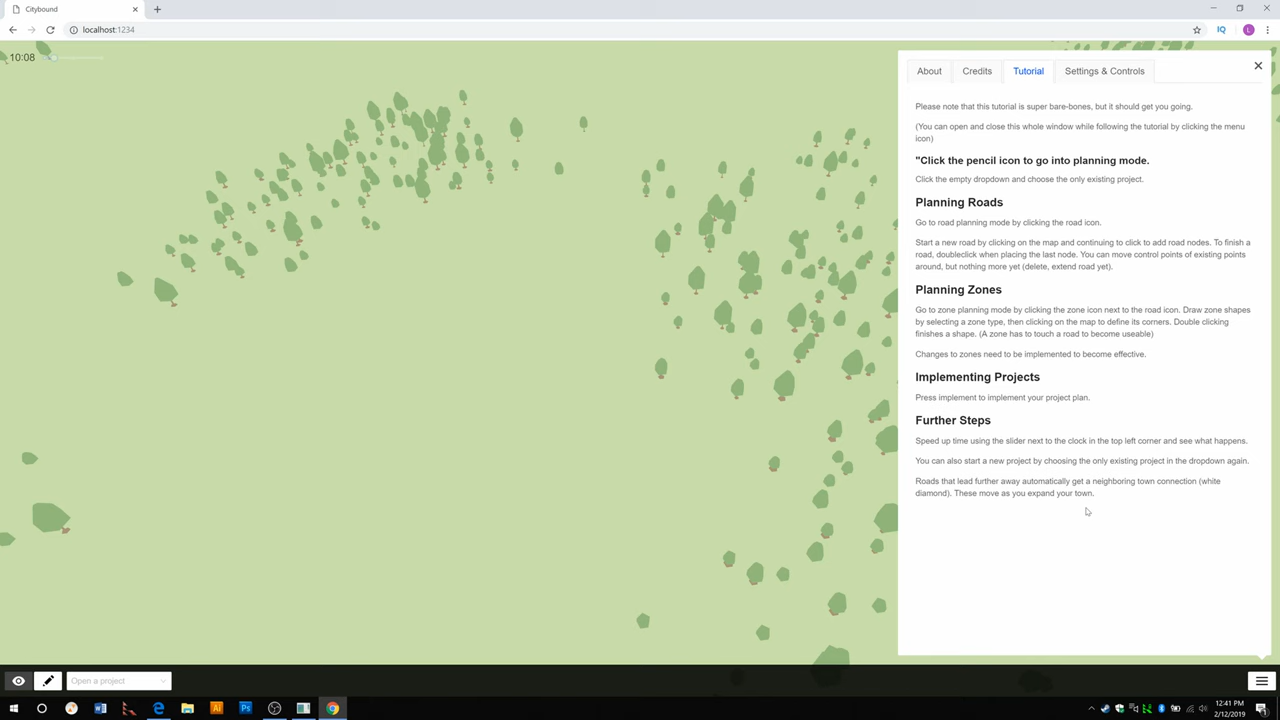 Citybound
localhost:1234
IQ
L
10:08
About
Credits
Tutorial
Settings & Controls
Please note that this tutorial is super bare-bones, but it should get you going.
(You can open and close this whole window while following the tutorial by clicking the menu
icon)
"Click the pencil icon to go into planning mode.
Click the empty dropdown and choose the only existing project.
Planning Roads
Go to road planning mode by clicking the road icon.
Start a new road by clicking on the map and continuing to click to add road nodes. To finish a
road, doubleclick when placing the last node. You can move control points of existing points
around, but nothing more yet (delete, extend road yet).
Planning Zones
Go to zone planning mode by clicking the zone icon next to the road icon. Draw zone shapes
by selecting a zone type, then clicking on the map to define its corners. Double clicking
finishes a shape. (A zone has to touch a road to become useable)
Changes to zones need to be implemented to become effective.
Implementing Projects
Press implement to implement your project plan.
Further Steps
Speed up time using the slider next to the clock in the top left corner and see what happens.
You can also start a new project by choosing the only existing project in the dropdown again.
Roads that lead further away automatically get a neighboring town connection (white
diamond). These move as you expand your town.
Open a project
12:41 PM
2/12/2019